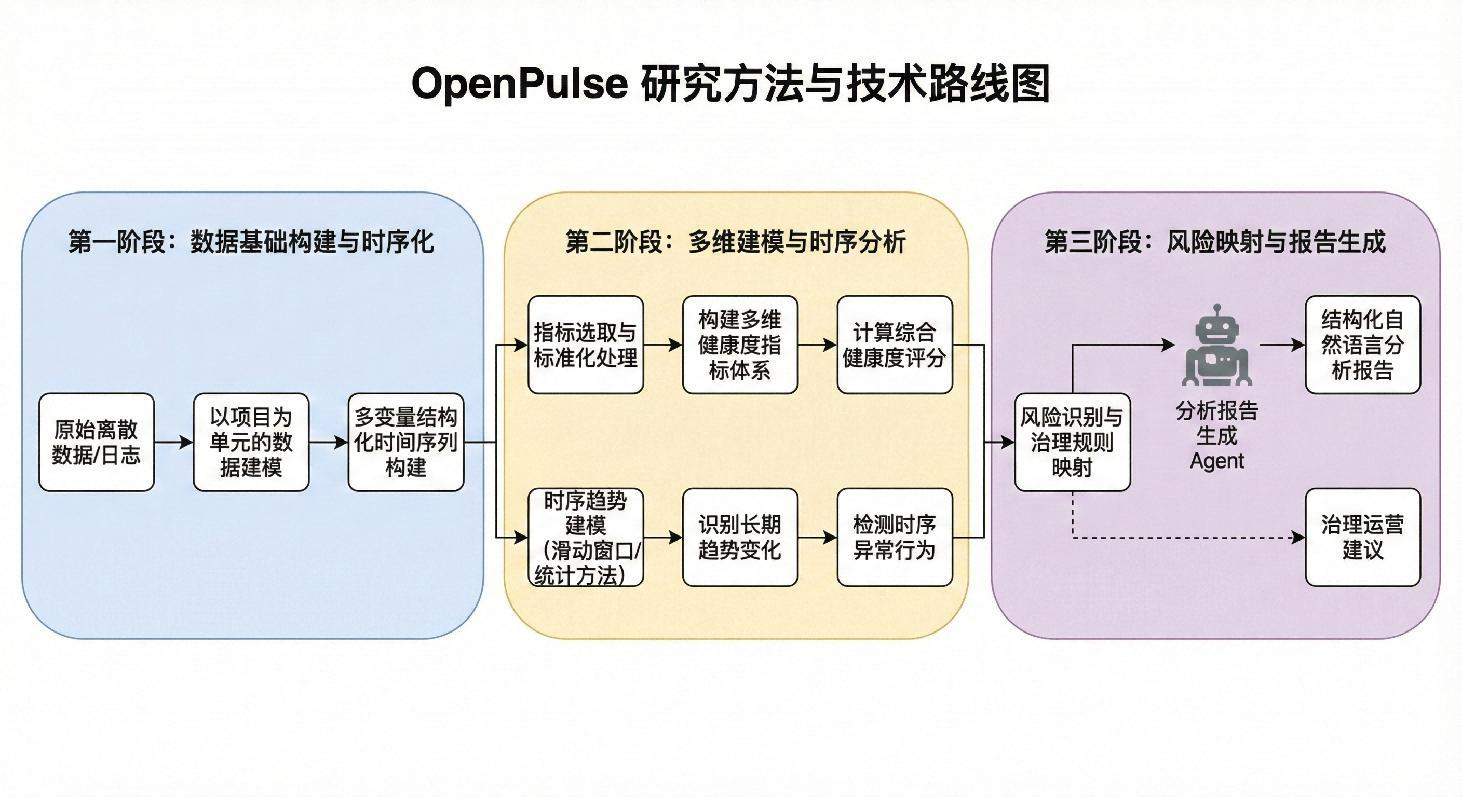 OpenPulse 研究方法与技术路线图
第一阶段：数据基础构建与时序化
原始离散
数据/日志
以项目为
单元的数
据建模
多变量结构
化时间序列
构建
第二阶段：多维建模与时序分析
指标选取与
标准化处理
构建多维
健康度指
标体系
计算综合
健康度评分
时序趋势
建模
（滑动窗口/
统计方法）
识别长期
趋势变化
检测时序
异常行为
第三阶段：风险映射与报告生成
风险识别与
治理规则
映射
分析报告
生成
Agent
结构化自
然语言分
析报告
治理运营
建议